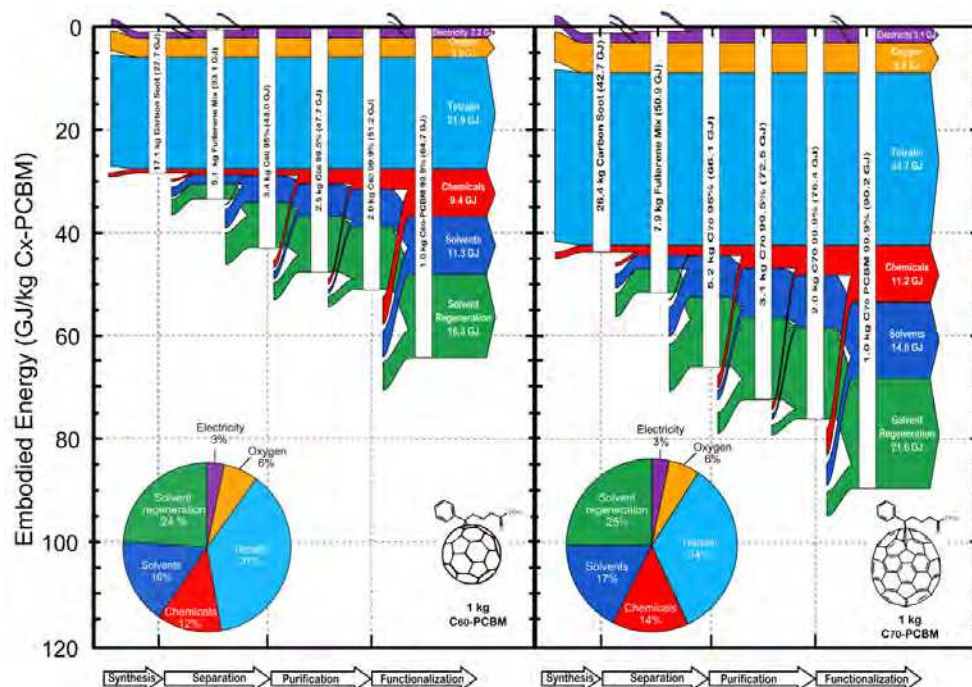 Embodied Energy (GJ/kg Cx-PCBM)
0
20
40
60
80
100
120
17.1 kg Carbon Soot (27.7 GJ)
5.1 kg Fullerene Mix (33.1 GJ)
3.4 kg C60 95% (43.0 GJ)
2.5 kg C60 99.5% (47.7 GJ)
2.0 kg C60 99.9% (51.2 GJ)
1.0 kg C60-PCBM 99.9% (64.7 GJ)
Electricity 2.2 GJ
Tetralin
21.9 GJ
Chemicals
9.4 GJ
Solvents
11.3 GJ
Solvent
Regeneration
16.3 GJ
Electricity
3%
Oxygen
6%
Solvent
regeneration
24 %
Solvents
16%
Chemicals
12%
1 kg
C60-PCBM
Synthesis
Separation
Purification
Functionalization
26.4 kg Carbon Soot (42.7 GJ)
7.9 kg Fullerene Mix (50.9 GJ)
5.2 kg C70 95% (66.1 GJ)
3.1 kg C70 99.5% (72.5 GJ)
2.0 kg C70 99.9% (76.4 GJ)
1.0 kg C70 PCBM 99.9% (90.2 GJ)
Electricity 3.1 GJ
Oxygen
Tetralin
Chemicals
11.2 GJ
Solvents
14.8 GJ
Solvent
Regeneration
21.6 GJ
Electricity
3%
Oxygen
6%
Solvent
regeneration
25%
Tetralin
34%
Solvents
17%
Chemicals
14%
1 kg
C70-PCBM
Synthesis
Separation
Purification
Functionalization